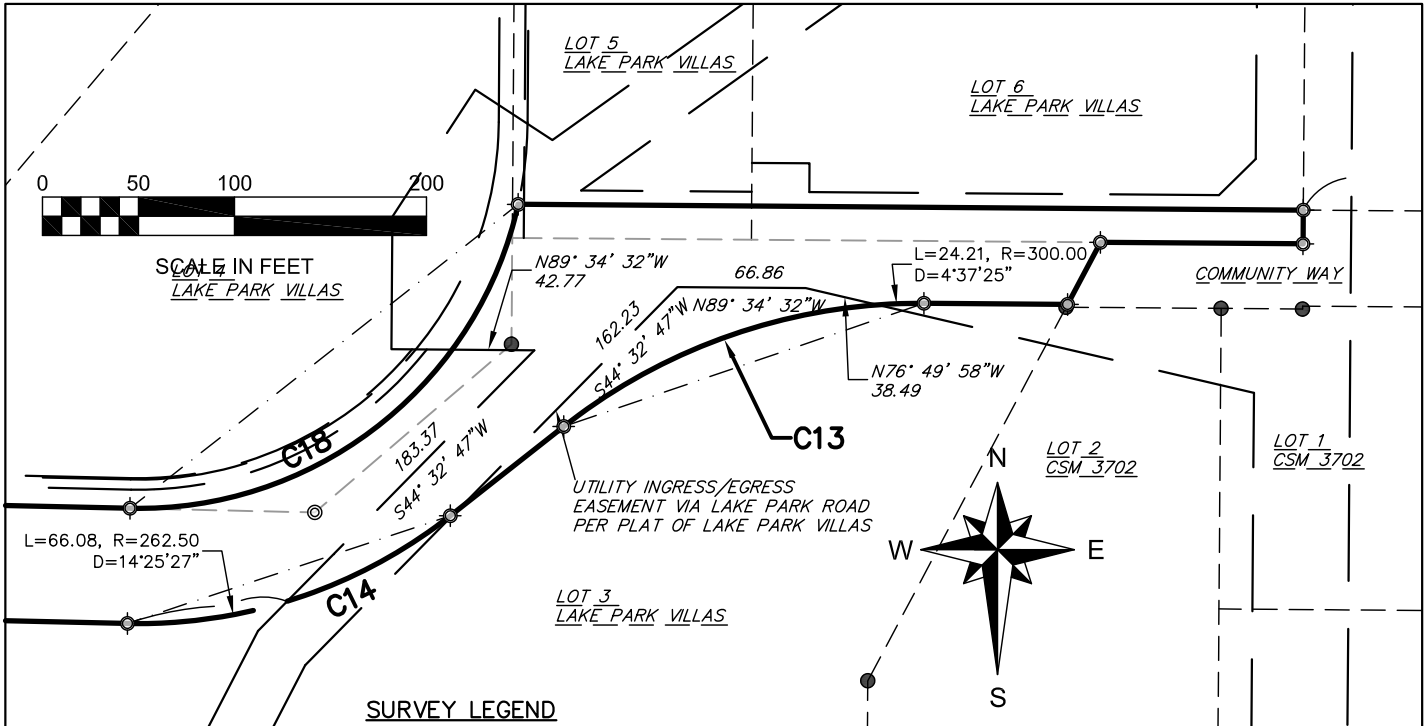 LOT 5
LAKE PARK VILLAS
LOT 6
LAKE PARK VILLAS
0 50 100 200
SCALE IN FEET
LOT 4
LAKE PARK VILLAS
N89° 34' 32"W
42.77
66.86
L=24.21, R=300.00
D=4°37'25"
COMMUNITY WAY
162.23
S44° 32' 47"W
N89° 34' 32"W
N76° 49' 58"W
38.49
C13
C18
183.37
S44° 32' 47"W
LOT 2
CSM 3702
LOT 1
CSM 3702
UTILITY INGRESS/EGRESS
EASEMENT VIA LAKE PARK ROAD
PER PLAT OF LAKE PARK VILLAS
N
W E
S
L=66.08, R=262.50
D=14°25'27"
C14
LOT 3
LAKE PARK VILLAS
SURVEY LEGEND